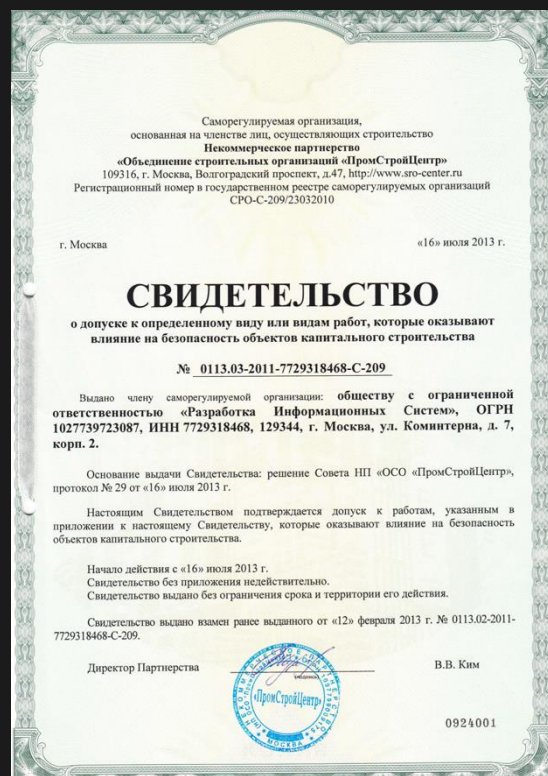 Саморегулируемая организация,
основанная на членстве лиц, осуществляющих строительство
Некоммерческое партнерство
«Объединение строительных организаций «ПромСтройЦентр»
109316, г. Москва, Волгоградский проспект, д.47, http://www.sro-center.ru
Регистрационный номер в государственном реестре саморегулируемых организаций
СРО-С-209/23032010
г. Москва
«16» июля 2013 г.
СВИДЕТЕЛЬСТВО
о допуске к определенному виду или видам работ, которые оказывают
влияние на безопасность объектов капитального строительства
№ 0113.03-2011-7729318468-С-209
Выдано члену саморегулируемой организации: обществу с ограниченной
ответственностью «Разработка Информационных Систем», ОГРН
1027739723087, ИНН 7729318468, 129344, г. Москва, ул. Коминтерна, д. 7,
корп. 2.
Основание выдачи Свидетельства: решение Совета НП «ОСО «ПромСтройЦентр»,
протокол № 29 от «16» июля 2013 г.
Настоящим Свидетельством подтверждается допуск к работам, указанным в
приложении к настоящему Свидетельству, которые оказывают влияние на безопасность
объектов капитального строительства.
Начало действия с «16» июля 2013 г.
Свидетельство без приложения недействительно.
Свидетельство выдано без ограничения срока и территории его действия.
Свидетельство выдано взамен ранее выданного от «12» февраля 2013 г. № 0113.02-2011-
7729318468-С-209.
Директор Партнерства
(подпись)
В.В. Ким
«ПромСтройЦентр»
МОСКВА
0924001